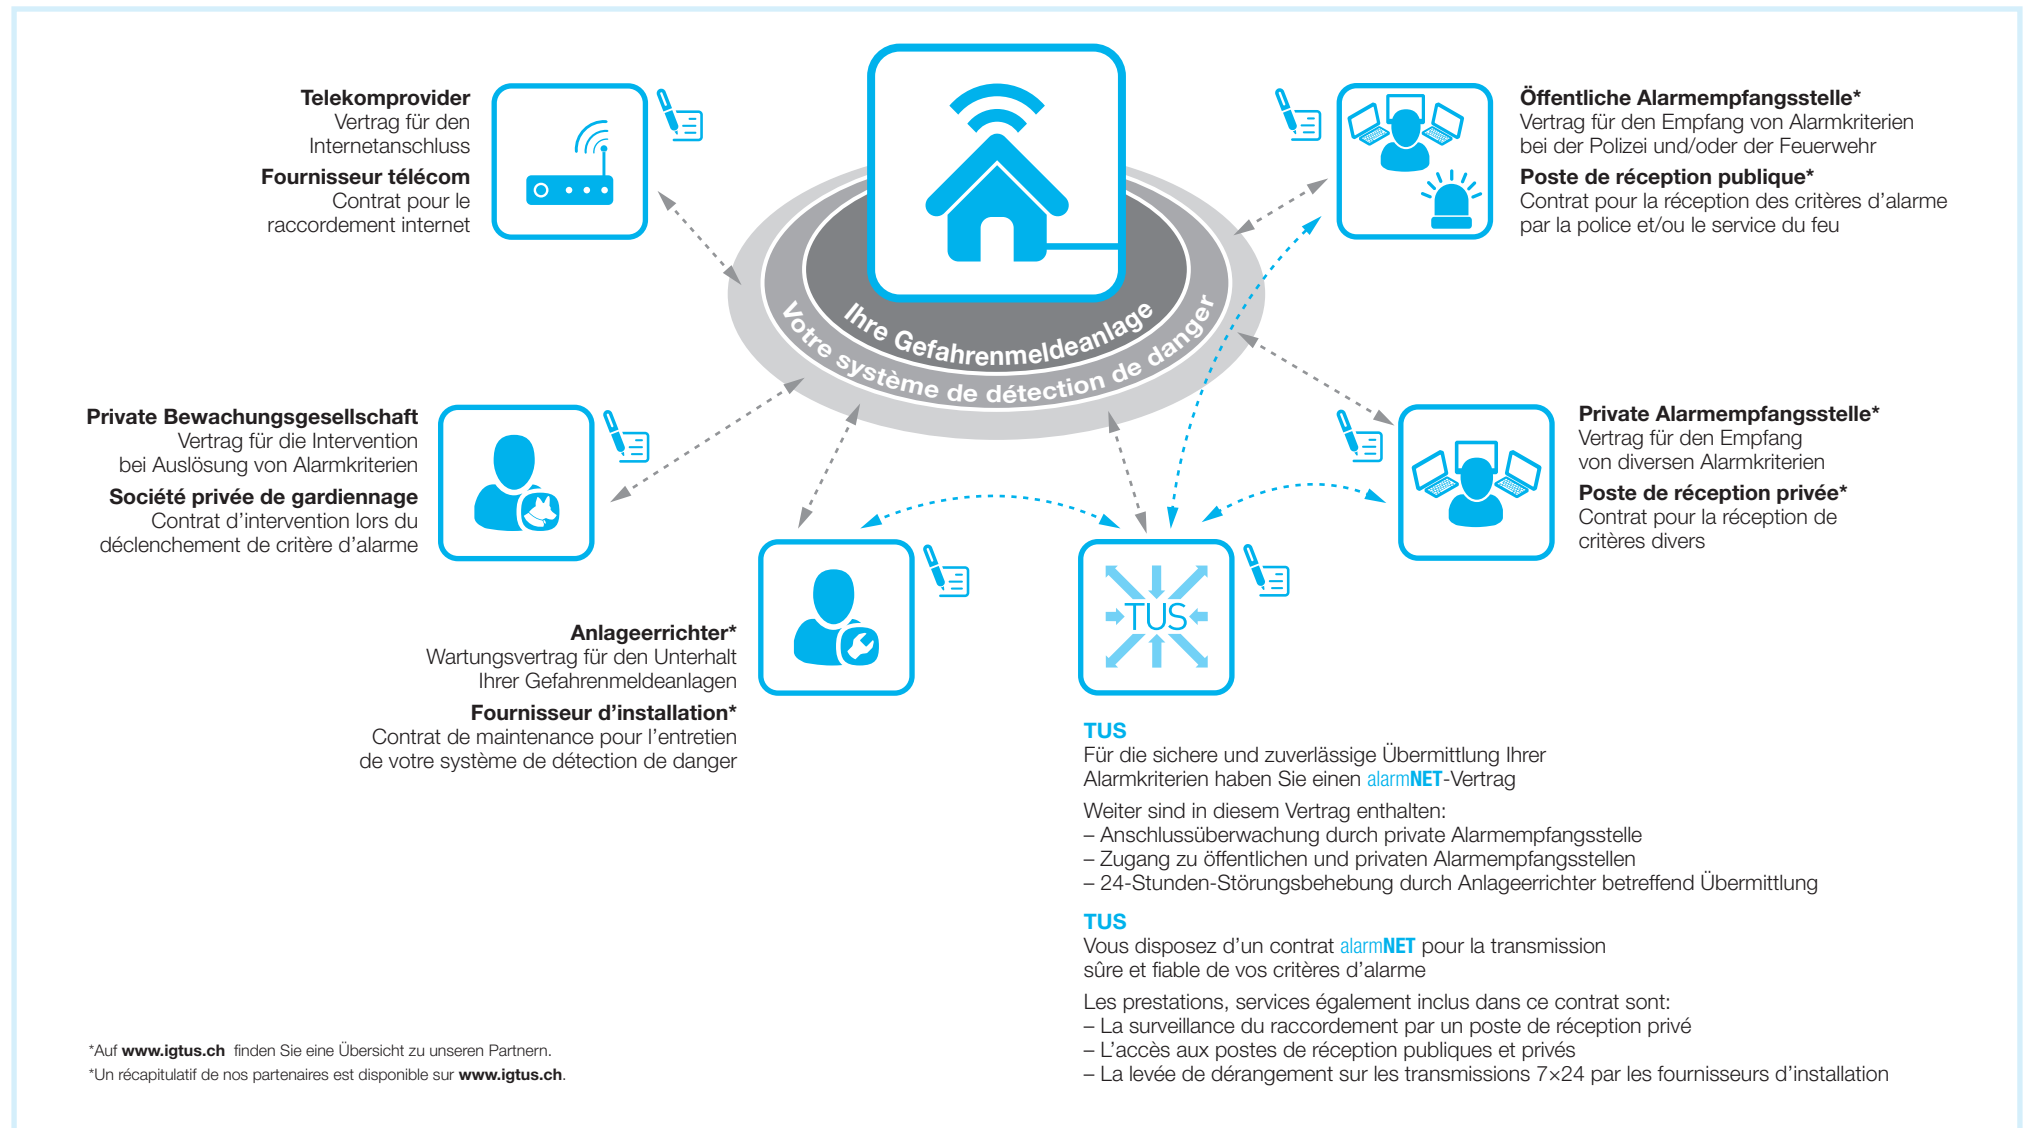 Telekomprovider
Vertrag für den
Internetanschluss
Fournisseur télécom
Contrat pour le
raccordement internet
Öffentliche Alarmempfangsstelle*
Vertrag für den Empfang von Alarmkriterien
bei der Polizei und/oder der Feuerwehr
Poste de réception publique*
Contrat pour la réception des critères d’alarme
par la police et/ou le service du feu
Ihre Gefahrenmeldeanlage
Votre système de détection de danger
Private Bewachungsgesellschaft
Vertrag für die Intervention
bei Auslösung von Alarmkriterien
Société privée de gardiennage
Contrat d’intervention lors du
déclenchement de critère d’alarme
Private Alarmempfangsstelle*
Vertrag für den Empfang
von diversen Alarmkriterien
Poste de réception privée*
Contrat pour la réception de
critères divers
Anlageerrichter*
Wartungsvertrag für den Unterhalt
Ihrer Gefahrenmeldeanlagen
Fournisseur d’installation*
Contrat de maintenance pour l’entretien
de votre système de détection de danger
TUS
TUS
Für die sichere und zuverlässige Übermittlung Ihrer
Alarmkriterien haben Sie einen alarmNET-Vertrag
Weiter sind in diesem Vertrag enthalten:
– Anschlussüberwachung durch private Alarmempfangsstelle
– Zugang zu öffentlichen und privaten Alarmempfangsstellen
– 24-Stunden-Störungsbehebung durch Anlageerrichter betreffend Übermittlung
TUS
Vous disposez d’un contrat alarmNET pour la transmission
sûre et fiable de vos critères d’alarme
Les prestations, services également inclus dans ce contrat sont:
– La surveillance du raccordement par un poste de réception privé
– L’accès aux postes de réception publiques et privés
– La levée de dérangement sur les transmissions 7×24 par les fournisseurs d’installation
*Auf www.igtus.ch finden Sie eine Übersicht zu unseren Partnern.
*Un récapitulatif de nos partenaires est disponible sur www.igtus.ch.